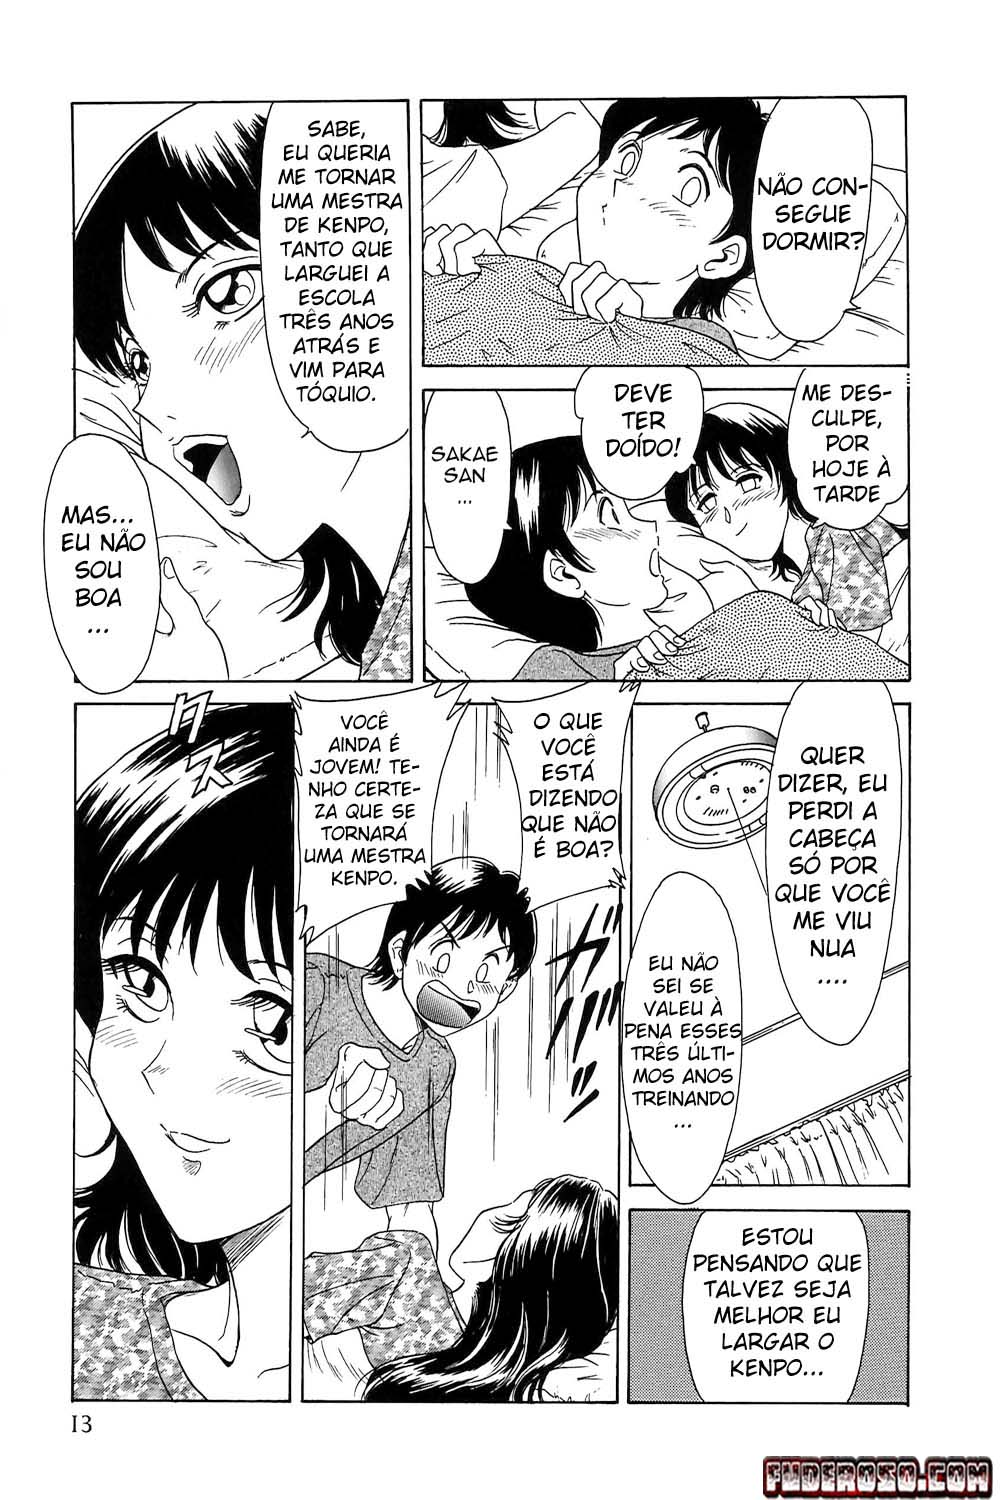 NÃO CON-
SEGUE
DORMIR?
ME DES-
CULPE,
POR
HOJE À
TARDE
DEVE
TER
DOÍDO!
SAKAE
SAN
...
SABE,
EU QUERIA
ME TORNAR
UMA MESTRA
DE KENPO,
TANTO QUE
LARGUEI A
ESCOLA
TRÊS ANOS
ATRÁS E
VIM PARA
TÓQUIO.
MAS...
EU NÃO
SOU
BOA
...
QUER
DIZER, EU
PERDI A
CABEÇA
SÓ POR
QUE VOCÊ
ME VIU
NUA
....
EU NÃO
SEI SE
VALEU À
PENA ESSES
TRÊS ÚLTI-
MOS ANOS
TREINANDO
...
ESTOU
PENSANDO QUE
TALVEZ SEJA
MELHOR EU
LARGAR O
KENPO...
O QUE
VOCÊ
ESTÁ
DIZENDO
QUE NÃO
É BOA?
VOCÊ
AINDA É
JOVEM! TE-
NHO CERTE-
ZA QUE SE
TORNARÁ
UMA MESTRA
KENPO.
ガバッ
クス
13
FUDEROSO.COM